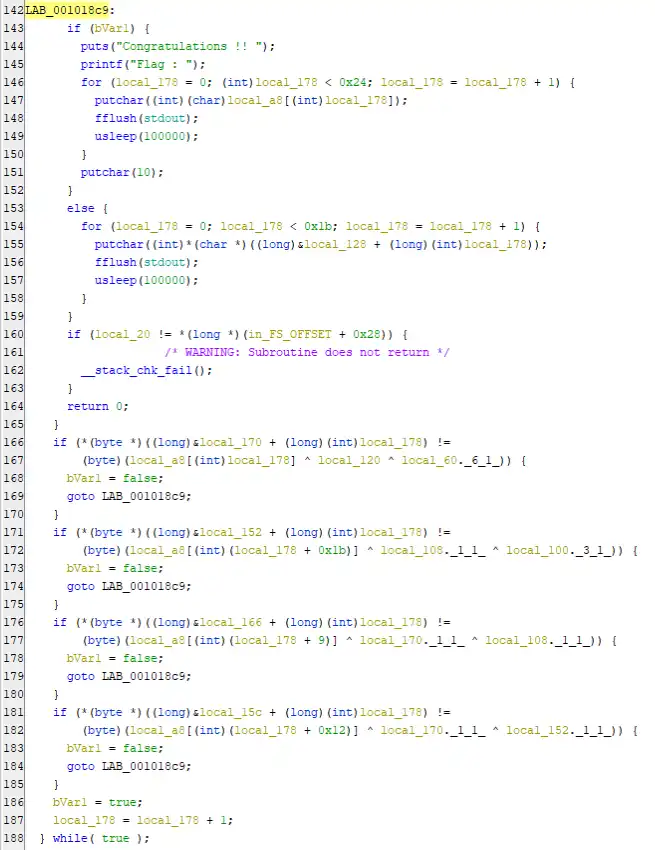 142 LAB_001018c9:
143 if (bVar1) {
144 puts("Congratulations !! ");
145 printf("Flag : ");
146 for (local_178 = 0; (int)local_178 < 0x24; local_178 = local_178 + 1) {
147 putchar((int)(char)local_a8[(int)local_178]);
148 fflush(stdout);
149 usleep(100000);
150 }
151 putchar(10);
152 }
153 else {
154 for (local_178 = 0; local_178 < 0x1b; local_178 = local_178 + 1) {
155 putchar((int)*(char *)((long)&local_128 + (long)(int)local_178));
156 fflush(stdout);
157 usleep(100000);
158 }
159 }
160 if (local_20 != *(long *)(in_FS_OFFSET + 0x28)) {
161 /* WARNING: Subroutine does not return */
162 __stack_chk_fail();
163 }
164 return 0;
165 }
166 if (*(byte *)((long)&local_170 + (long)(int)local_178) !=
167 (byte)(local_a8[(int)local_178] ^ local_120 ^ local_60._6_1_)) {
168 bVar1 = false;
169 goto LAB_001018c9;
170 }
171 if (*(byte *)((long)&local_152 + (long)(int)local_178) !=
172 (byte)(local_a8[(int)(local_178 + 0x1b)] ^ local_108._1_1_ ^ local_100._3_1_)) {
173 bVar1 = false;
174 goto LAB_001018c9;
175 }
176 if (*(byte *)((long)&local_166 + (long)(int)local_178) !=
177 (byte)(local_a8[(int)(local_178 + 9)] ^ local_170._1_1_ ^ local_108._1_1_)) {
178 bVar1 = false;
179 goto LAB_001018c9;
180 }
181 if (*(byte *)((long)&local_15c + (long)(int)local_178) !=
182 (byte)(local_a8[(int)(local_178 + 0x12)] ^ local_170._1_1_ ^ local_152._1_1_)) {
183 bVar1 = false;
184 goto LAB_001018c9;
185 }
186 bVar1 = true;
187 local_178 = local_178 + 1;
188 } while( true );